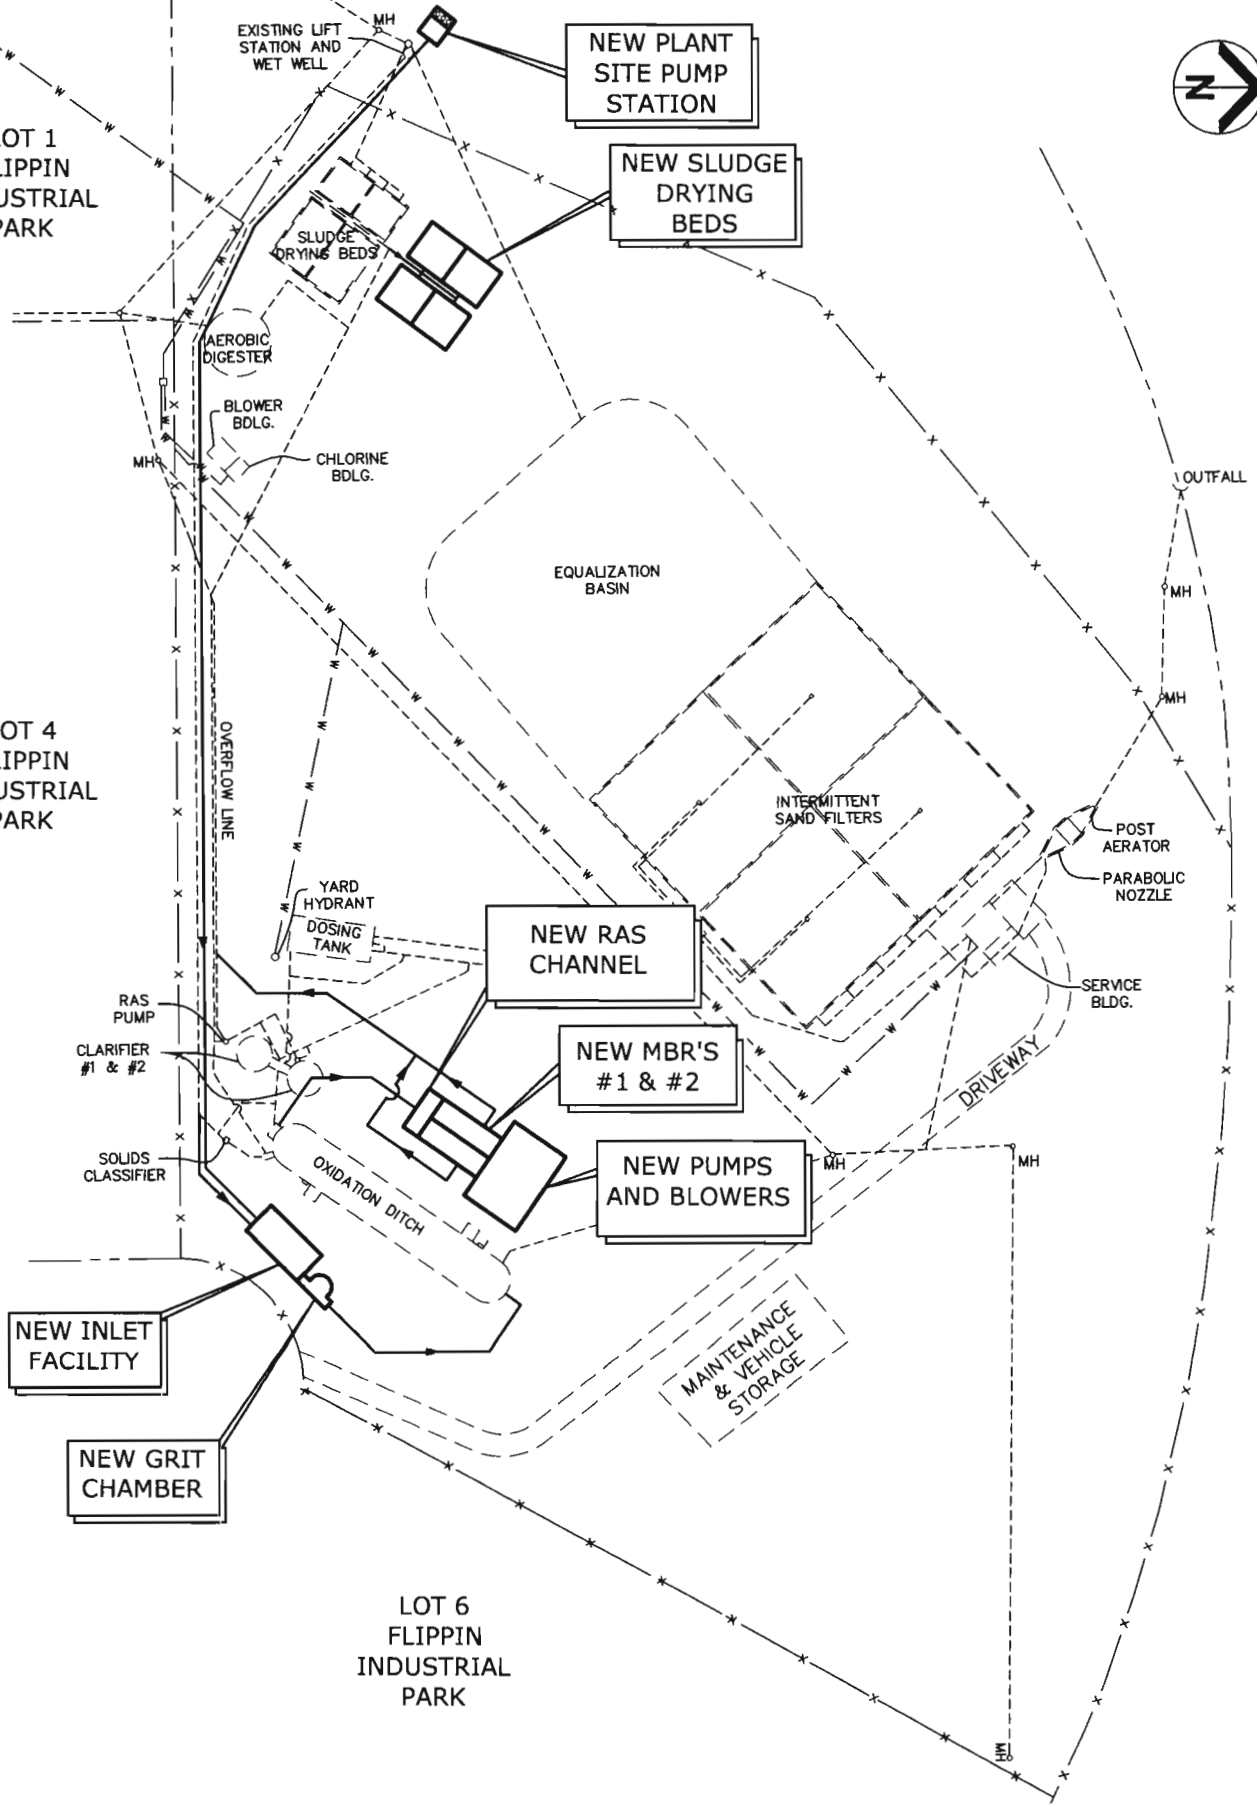 MH
EXISTING LIFT
STATION AND
WET WELL
NEW PLANT
SITE PUMP
STATION
N
OT 1
LIPPIN
USTRIAL
PARK
NEW SLUDGE
DRYING
BEDS
SLUDGE
DRYING BEDS
AEROBIC
DIGESTER
BLOWER
BDLG.
MH
CHLORINE
BDLG.
OUTFALL
EQUALIZATION
BASIN
MH
MH
OT 4
LIPPIN
USTRIAL
PARK
OVERFLOW LINE
INTERMITTENT
SAND FILTERS
POST
AERATOR
PARABOLIC
NOZZLE
YARD
HYDRANT
DOSING
TANK
NEW RAS
CHANNEL
SERVICE
BLDG.
RAS
PUMP
CLARIFIER
#1 & #2
NEW MBR'S
#1 & #2
DRIVEWAY
SOLIDS
CLASSIFIER
OXIDATION DITCH
NEW PUMPS
AND BLOWERS
MH
MH
NEW INLET
FACILITY
MAINTENANCE
& VEHICLE
STORAGE
NEW GRIT
CHAMBER
LOT 6
FLIPPIN
INDUSTRIAL
PARK
MH